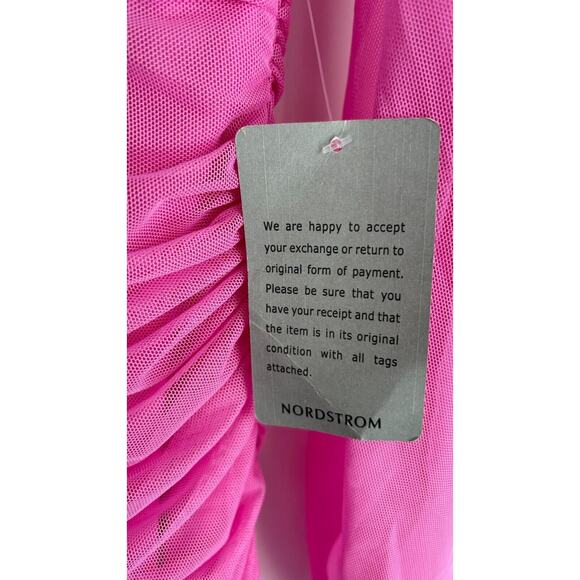 We are happy to accept
your exchange or return to
original form of payment.
Please be sure that you
have your receipt and that
the item is in its original
condition with all tags
attached.
NORDSTROM